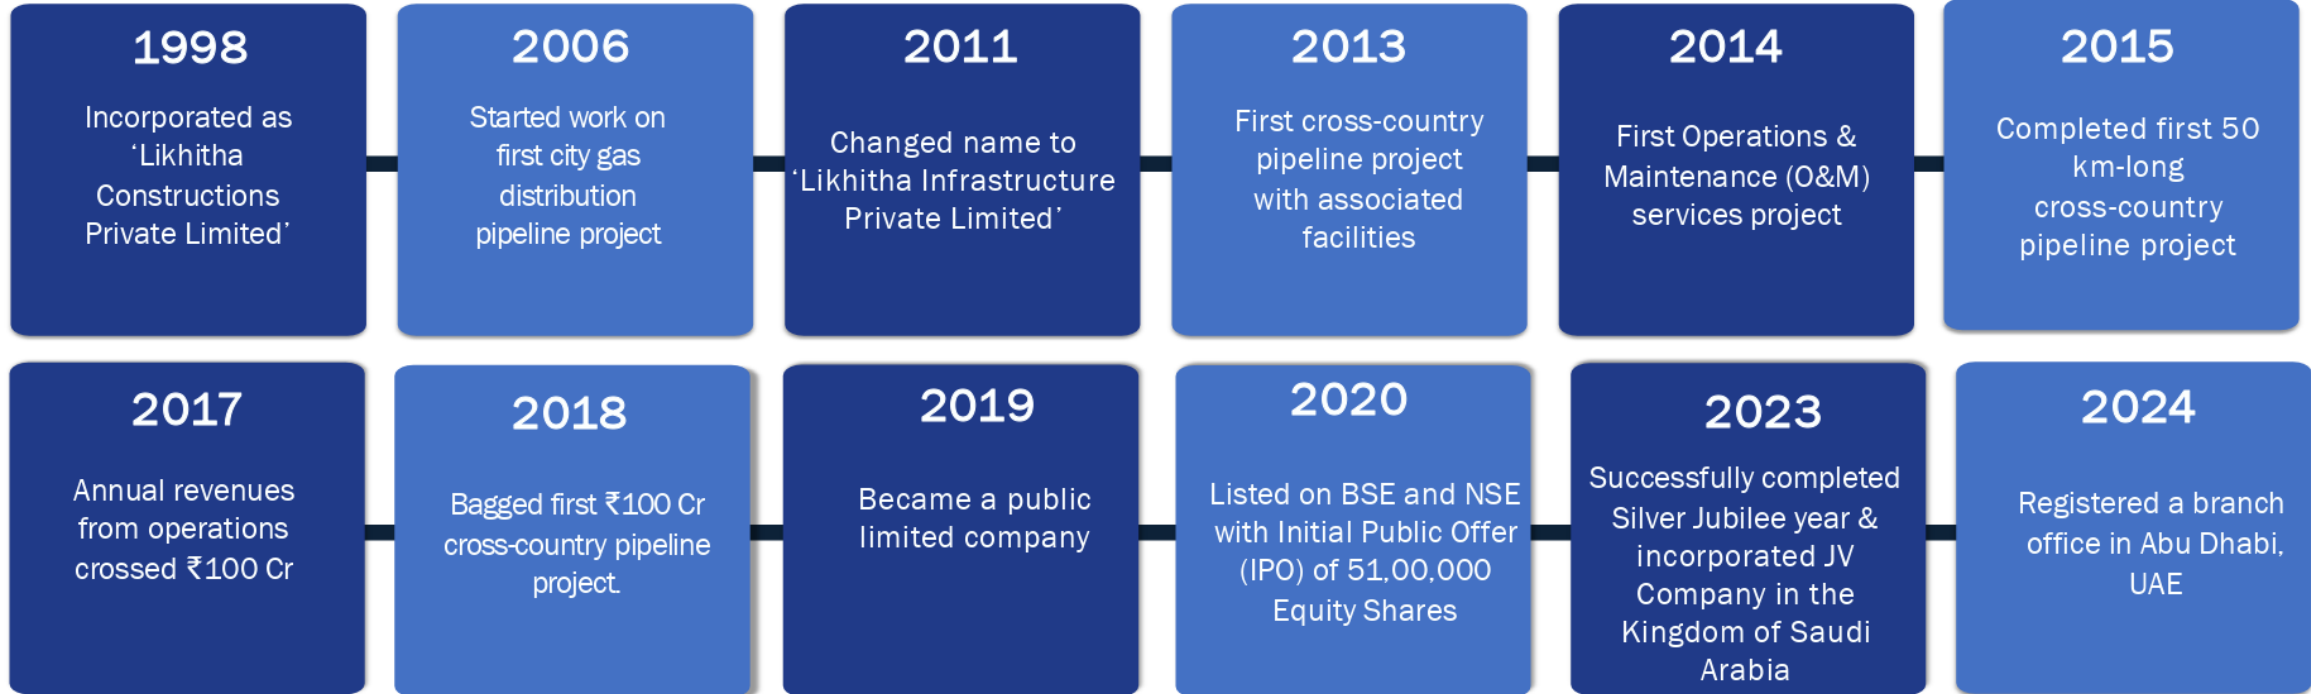 1998
Incorporated as
‘Likhitha
Constructions
Private Limited’
2006
Started work on
first city gas
distribution
pipeline project
2011
Changed name to
‘Likhitha Infrastructure
Private Limited’
2013
First cross-country
pipeline project
with associated
facilities
2014
First Operations &
Maintenance (O&M)
services project
2015
Completed first 50
km-long
cross-country
pipeline project
2017
Annual revenues
from operations
crossed ₹100 Cr
2018
Bagged first ₹100 Cr
cross-country pipeline
project.
2019
Became a public
limited company
2020
Listed on BSE and NSE
with Initial Public Offer
(IPO) of 51,00,000
Equity Shares
2023
Successfully completed
Silver Jubilee year &
incorporated JV
Company in the
Kingdom of Saudi
Arabia
2024
Registered a branch
office in Abu Dhabi,
UAE